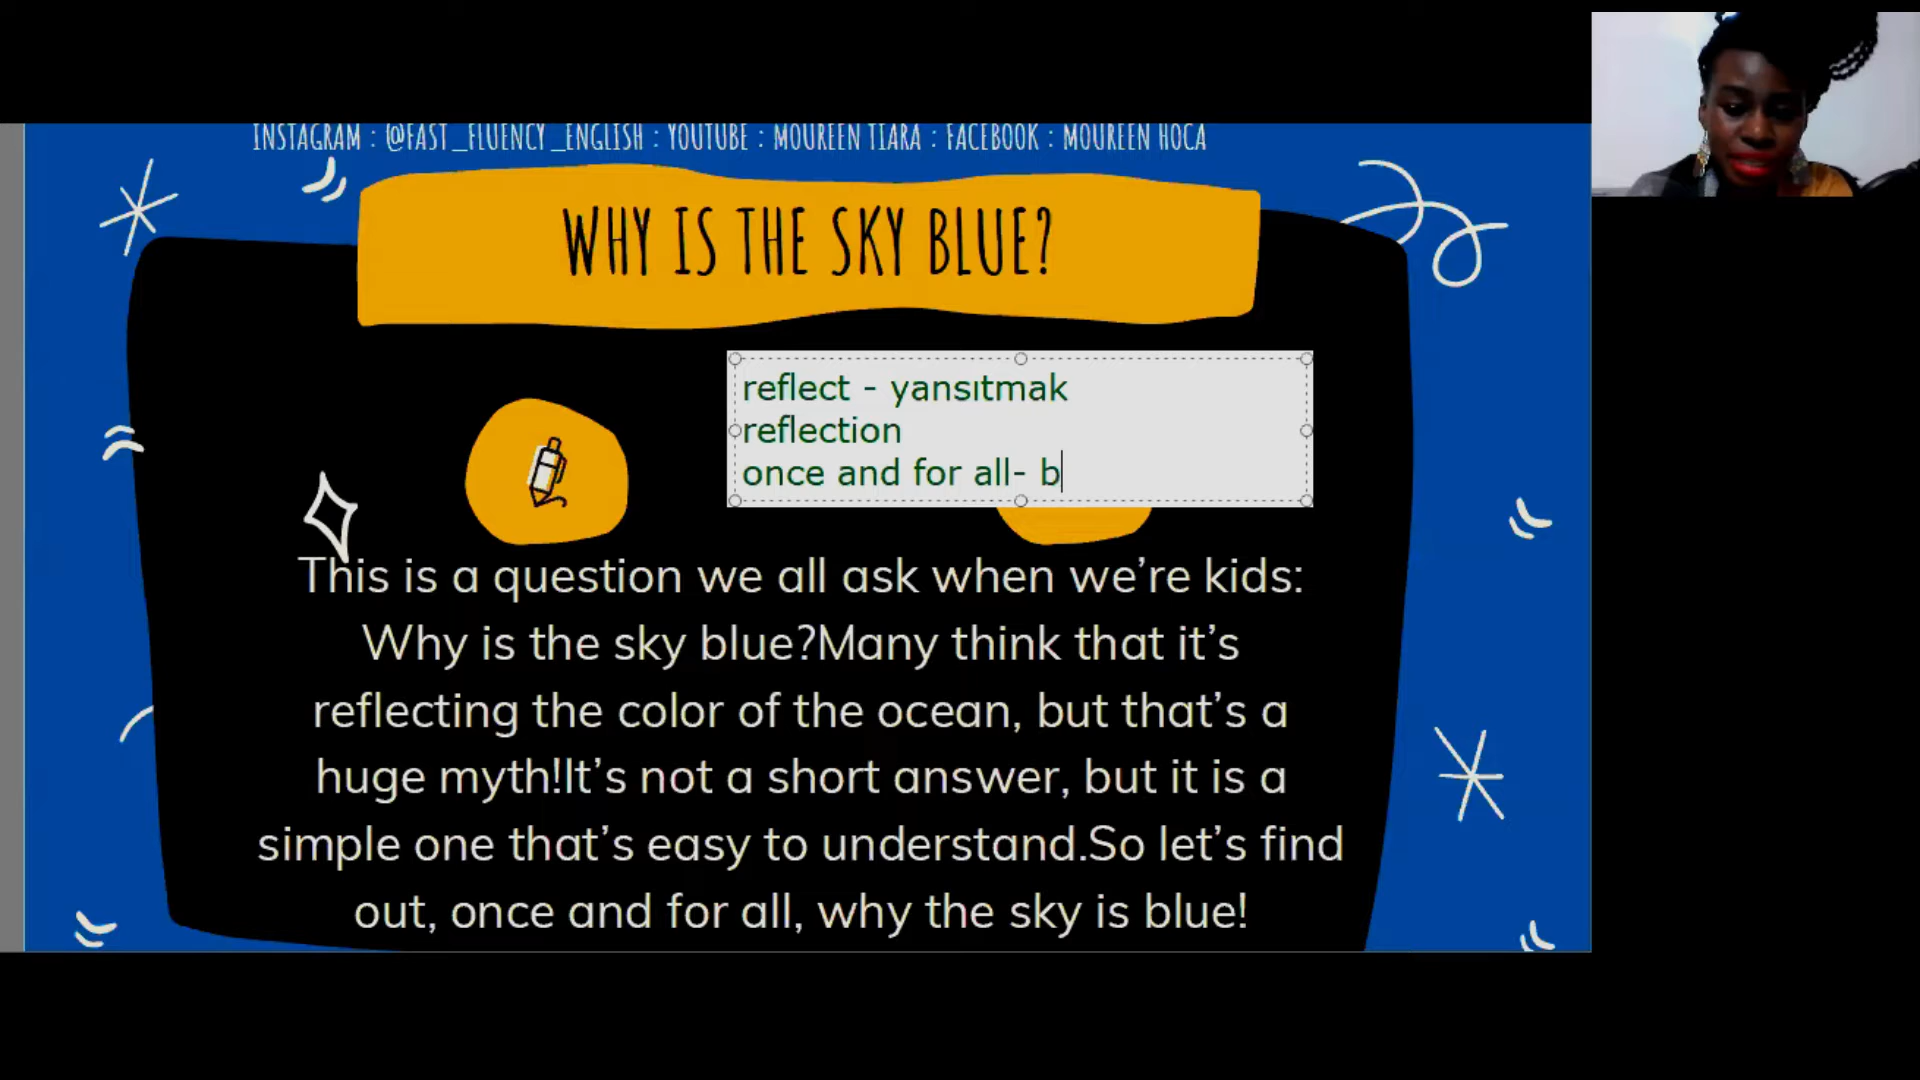 INSTAGRAM : @FAST_FLUENCY_ENGLISH : YOUTUBE : MOUREEN TIARA : FACEBOOK : MOUREEN HOCA
WHY IS THE SKY BLUE?
reflect - yansıtmak
reflection
once and for all- b
This is a question we all ask when we're kids:
Why is the sky blue?Many think that it's
reflecting the color of the ocean, but that's a
huge myth!It's not a short answer, but it is a
simple one that's easy to understand.So let's find
out, once and for all, why the sky is blue!